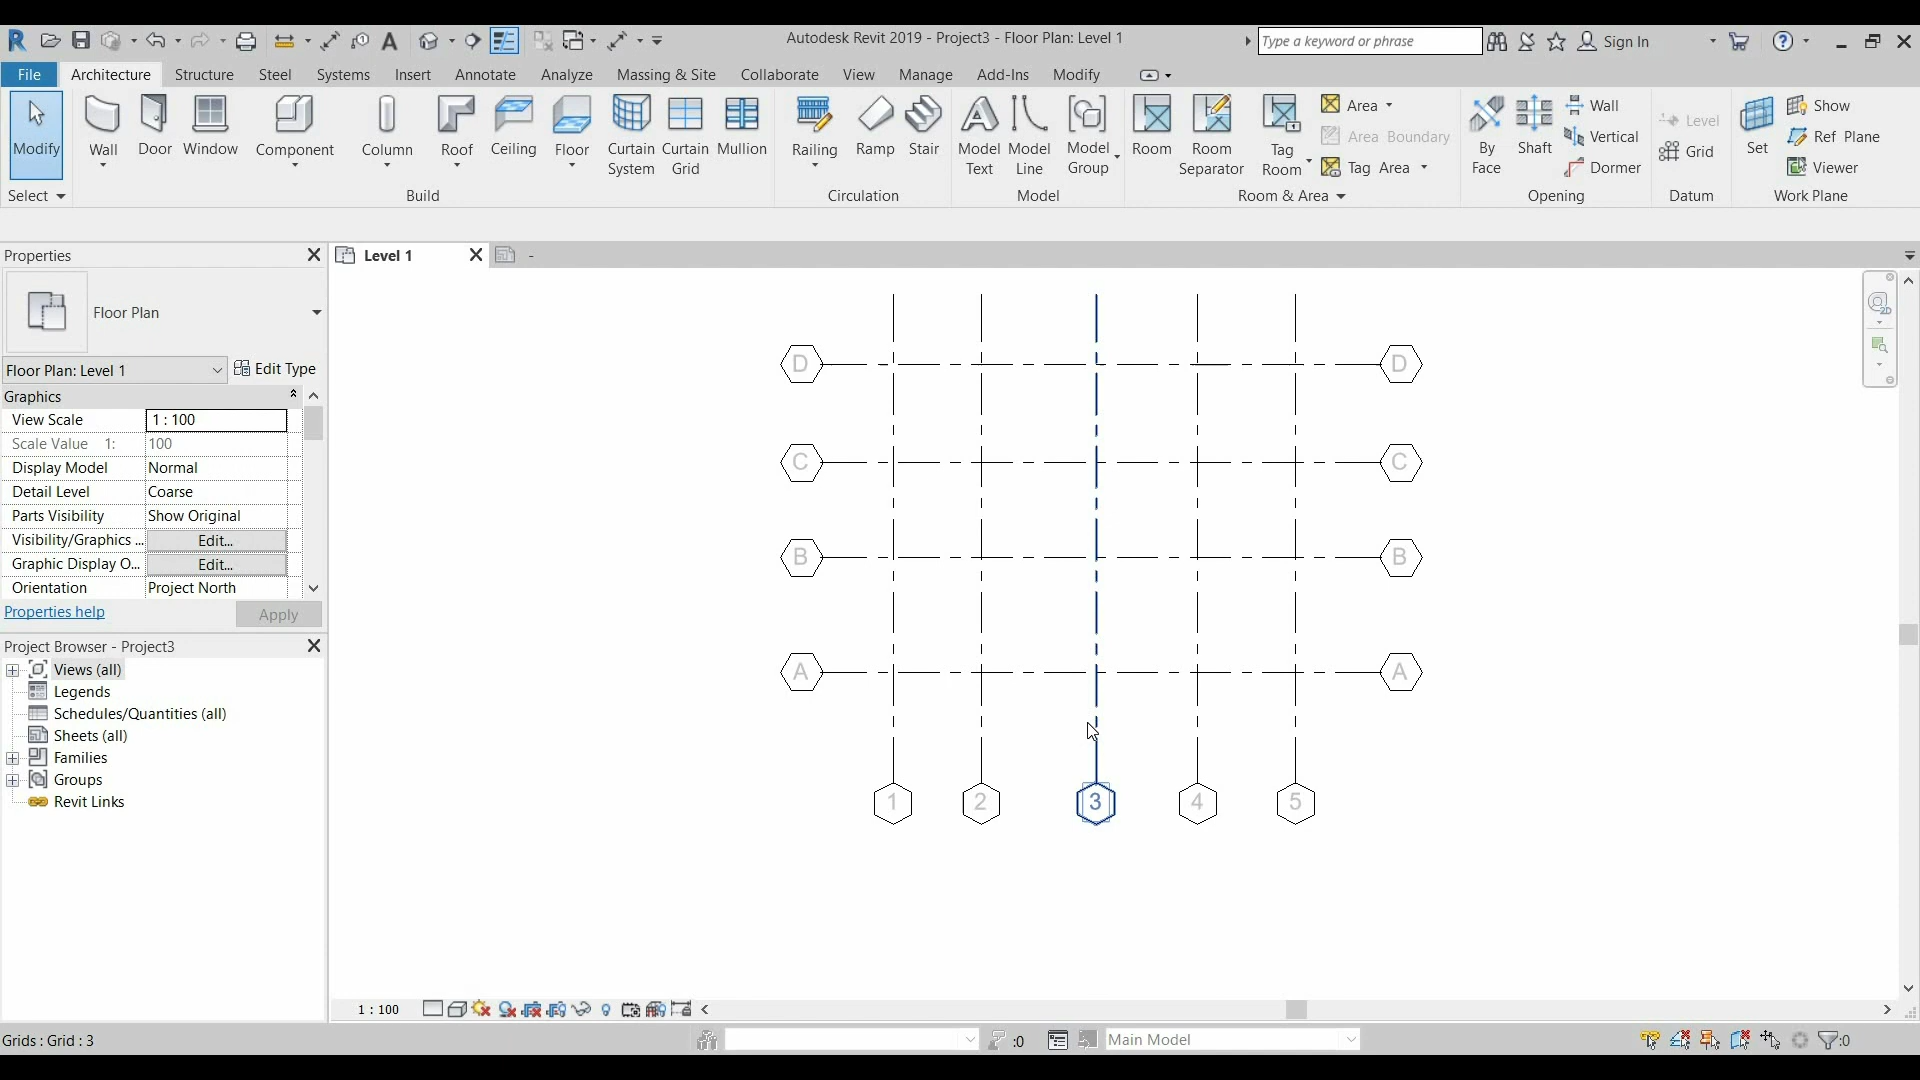 Autodesk Revit 2019 - Project3 - Floor Plan: Level 1
Type a keyword or phrase
Sign In
File Architecture Structure Steel Systems Insert Annotate Analyze Massing & Site Collaborate View Manage Add-Ins Modify
Modify
Wall
Door
Window
Component
Column
Roof
Ceiling
Floor
Curtain System
Curtain Grid
Mullion
Railing
Ramp
Stair
Model Text
Model Line
Model Group
Room
Room Separator
Tag Room
Area
Area Boundary
Tag Area
By Face
Shaft
Wall
Vertical
Dormer
Level
Grid
Set
Show
Ref Plane
Viewer
Select Build Circulation Model Room & Area Opening Datum Work Plane
Properties
Floor Plan
Floor Plan: Level 1
Edit Type
Graphics
View Scale 1 : 100
Scale Value 1: 100
Display Model Normal
Detail Level Coarse
Parts Visibility Show Original
Visibility/Graphics ... Edit...
Graphic Display O... Edit...
Orientation Project North
Properties help
Apply
Project Browser - Project3
Views (all)
Legends
Schedules/Quantities (all)
Sheets (all)
Families
Groups
Revit Links
Level 1
-
2D
D D
C C
B B
A A
1 2 3 4 5
1 : 100
Grids : Grid : 3
:0
Main Model
:0